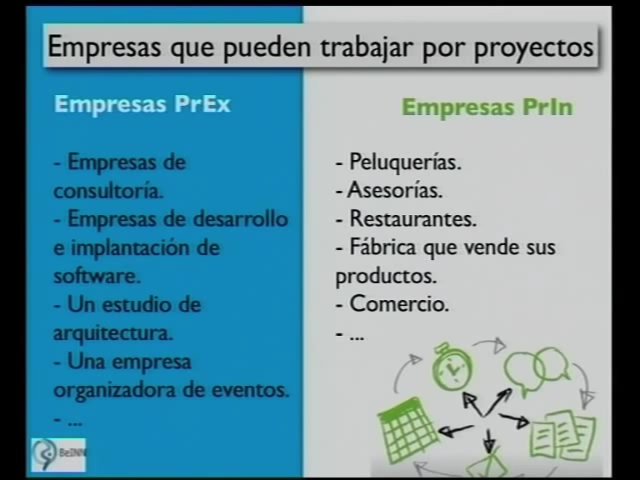 Empresas que pueden trabajar por proyectos
Empresas PrEx
- Empresas de
consultoría.
- Empresas de desarrollo
e implantación de
software.
- Un estudio de
arquitectura.
- Una empresa
organizadora de eventos.
- ...
Empresas PrIn
- Peluquerías.
- Asesorías.
- Restaurantes.
- Fábrica que vende sus
productos.
- Comercio.
- ...
BeINN